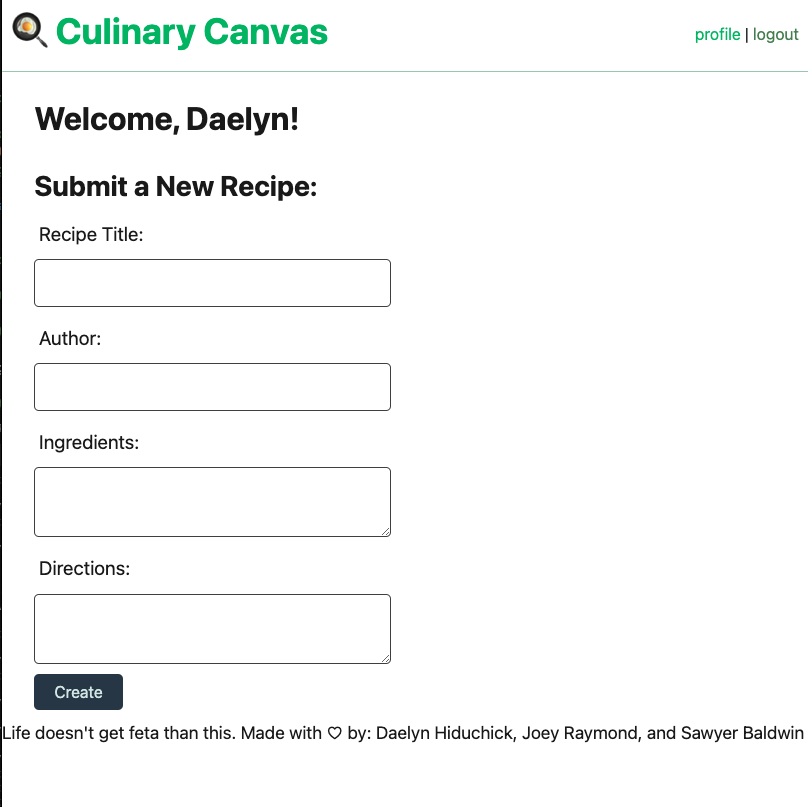 Culinary Canvas
profile | logout
Welcome, Daelyn!
Submit a New Recipe:
Recipe Title:
Author:
Ingredients:
Directions:
Create
Life doesn't get feta than this. Made with ♡ by: Daelyn Hiduchick, Joey Raymond, and Sawyer Baldwin